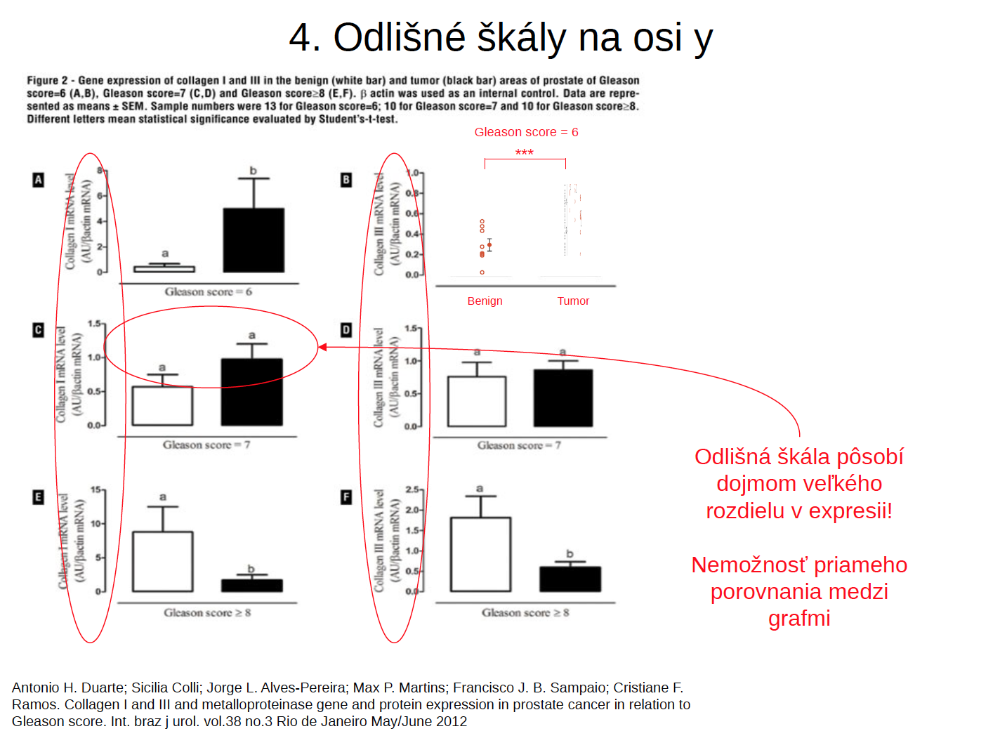 4. Odlišné škály na osi y
Figure 2 - Gene expression of collagen I and III in the benign (white bar) and tumor (black bar) areas of prostate of Gleason
score=6 (A,B), Gleason score=7 (C,D) and Gleason score≥8 (E,F). β actin was used as an internal control. Data are repre-
sented as means ± SEM. Sample numbers were 13 for Gleason score=6; 10 for Gleason score=7 and 10 for Gleason score≥8.
Different letters mean statistical significance evaluated by Student's-t-test.
A
Collagen I mRNA level
(AU/βactin mRNA)
8
6
4
2
0
a
b
Gleason score = 6
B
Gleason score = 6
***
Collagen III mRNA level
(AU/βactin mRNA)
1.0
0.8
0.6
0.4
0.2
0.0
Benign
Tumor
C
Collagen I mRNA level
(AU/βactin mRNA)
1.5
1.0
0.5
0.0
a
a
Gleason score = 7
D
Collagen III mRNA level
(AU/βactin mRNA)
1.5
1.0
0.5
0.0
a
a
Gleason score = 7
E
Collagen I mRNA level
(AU/βactin mRNA)
15
10
5
0
a
b
Gleason score ≥ 8
F
Collagen III mRNA level
(AU/βactin mRNA)
2.5
2.0
1.5
1.0
0.5
0.0
a
b
Gleason score ≥ 8
Odlišná škála pôsobí
dojmom veľkého
rozdielu v expresii!
Nemožnosť priameho
porovnania medzi
grafmi
Antonio H. Duarte; Sicilia Colli; Jorge L. Alves-Pereira; Max P. Martins; Francisco J. B. Sampaio; Cristiane F.
Ramos. Collagen I and III and metalloproteinase gene and protein expression in prostate cancer in relation to
Gleason score. Int. braz j urol. vol.38 no.3 Rio de Janeiro May/June 2012